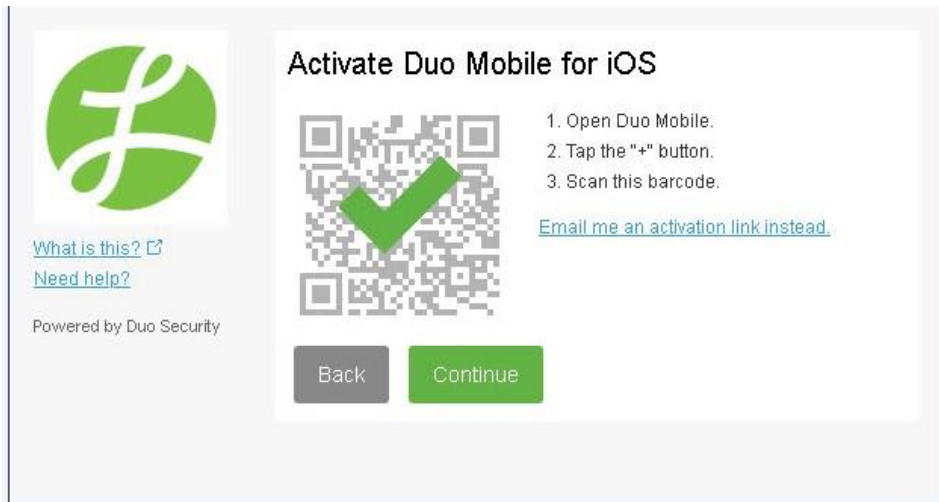 Activate Duo Mobile for iOS
1. Open Duo Mobile.
2. Tap the "+" button.
3. Scan this barcode.
Email me an activation link instead.
What is this?
Need help?
Powered by Duo Security
Back
Continue